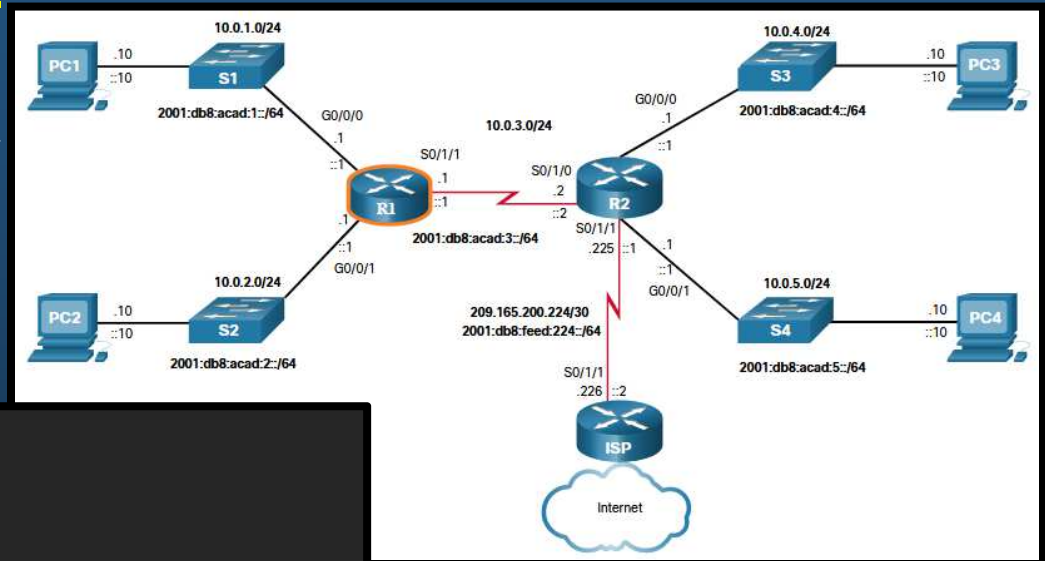 10.0.1.0/24
PC1
.10
::10
S1
2001:db8:acad:1::/64
G0/0/0
.1
::1
10.0.4.0/24
S3
.10
::10
PC3
2001:db8:acad:4::/64
G0/0/0
.1
::1
10.0.3.0/24
S0/1/1
.1
::1
R1
S0/1/0
.2
::2
R2
2001:db8:acad:3::/64
.1
::1
G0/0/1
S0/1/1
.225
::1
.1
::1
G0/0/1
10.0.2.0/24
PC2
.10
::10
S2
2001:db8:acad:2::/64
10.0.5.0/24
S4
.10
::10
PC4
2001:db8:acad:5::/64
209.165.200.224/30
2001:db8:feed:224::/64
S0/1/1
.226
::2
ISP
Internet